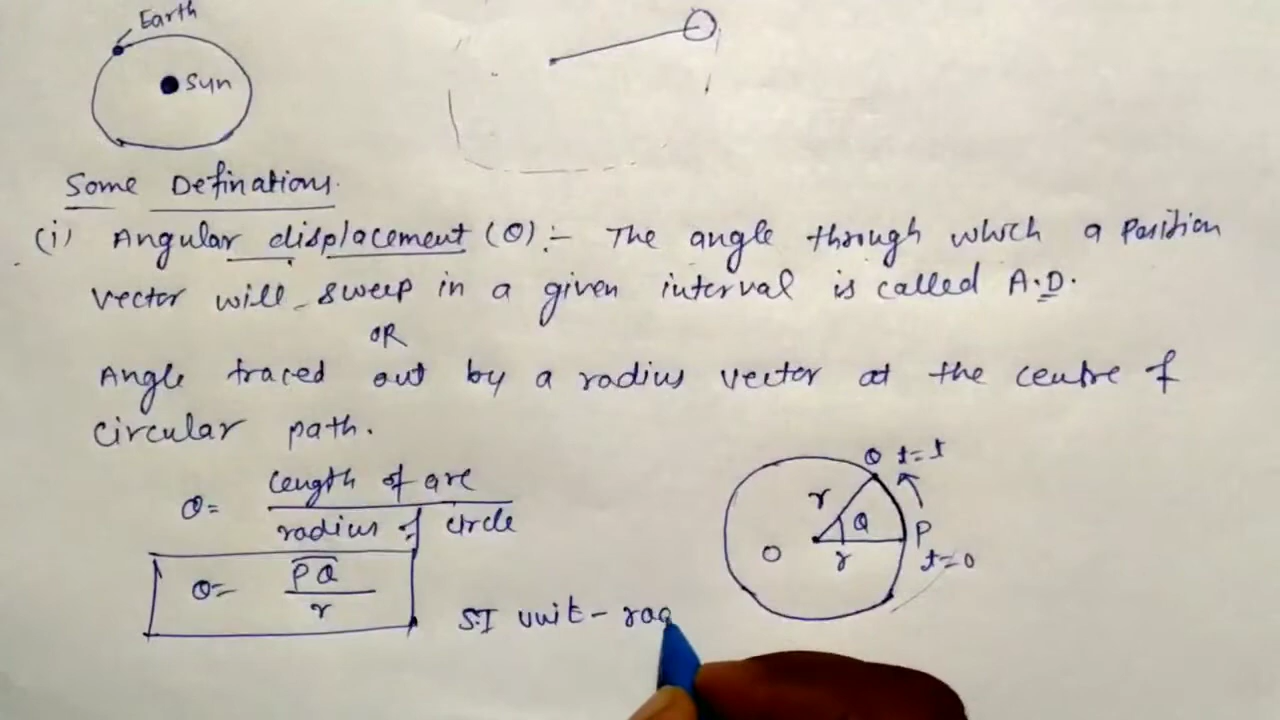 Earth
Sun
Some Definations.
(i) Angular displacement (θ):- The angle through which a Position
vector will sweep in a given interval is called A.D.
OR
Angle traced out by a radius vector at the centre of
circular path.
θ= length of arc
radius of circle
θ= PQ
r
S.I unit - rad
Q t=t
r
θ
P
O
r
t=0